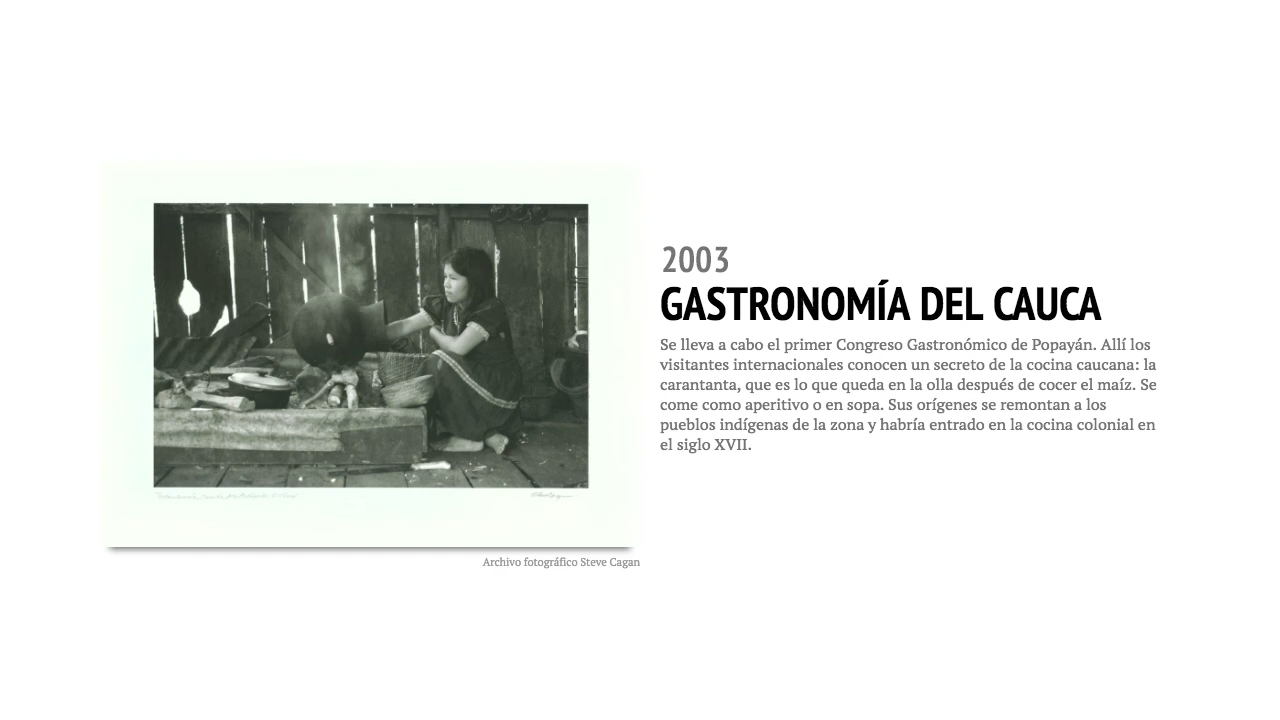 2003
GASTRONOMÍA DEL CAUCA
Se lleva a cabo el primer Congreso Gastronómico de Popayán. Allí los
visitantes internacionales conocen un secreto de la cocina caucana: la
carantanta, que es lo que queda en la olla después de cocer el maíz. Se
come como aperitivo o en sopa. Sus orígenes se remontan a los
pueblos indígenas de la zona y habría entrado en la cocina colonial en
el siglo XVII.
Archivo fotográfico Steve Cagan